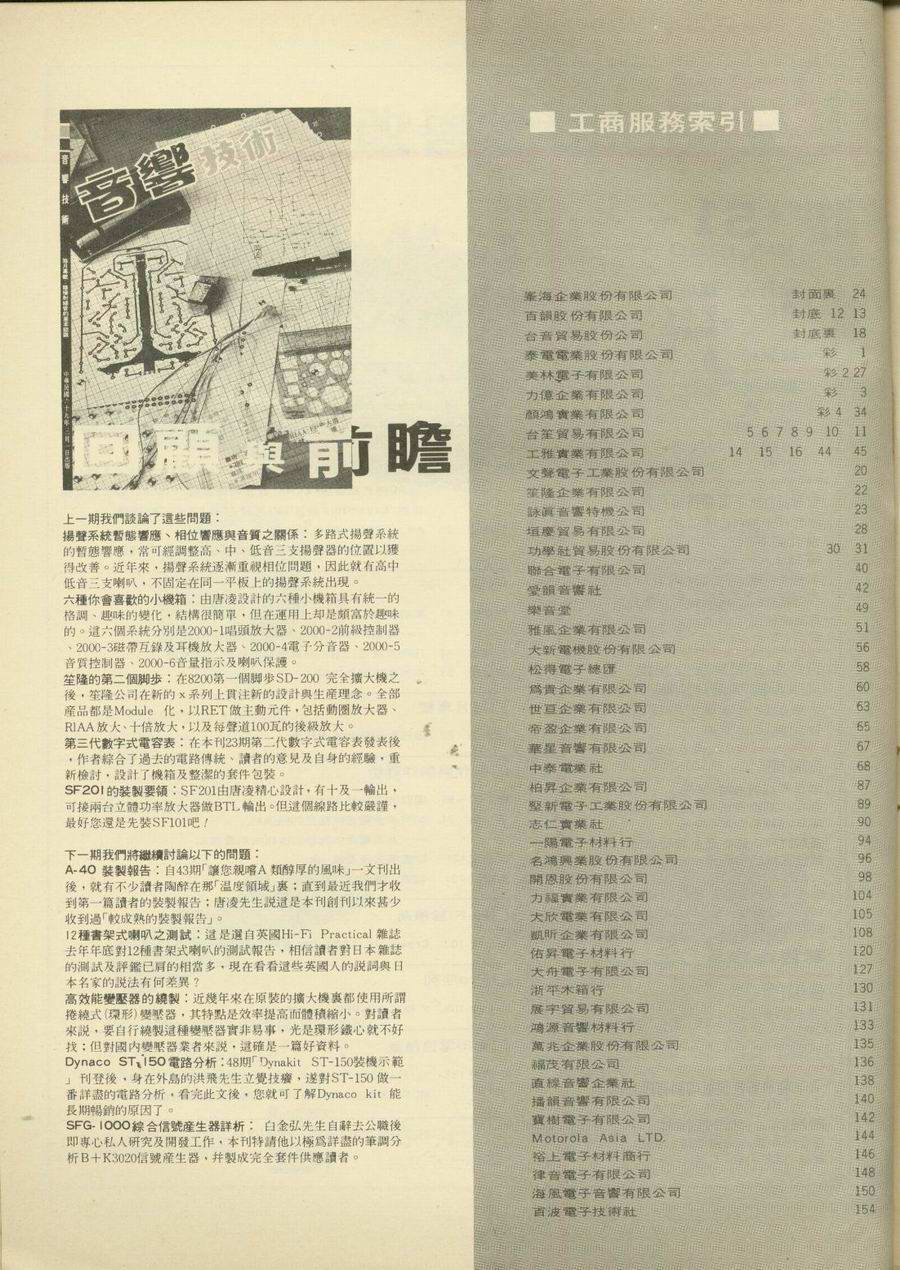 音響技術
音響技術
中華民國六十九年三月一日出版
回顧與前瞻
上一期我們談論了這些問題：
揚聲系統暫態響應、相位響應與音質之關係：多路式揚聲系統
的暫態響應，常可經調整高、中、低音三支揚聲器的位置以獲
得改善。近年來，揚聲系統逐漸重視相位問題，因此就有高中
低音三支喇叭，不固定在同一平板上的揚聲系統出現。
六種你會喜歡的小機箱：由唐凌設計的六種小機箱具有統一的
格調、趣味的變化，結構很簡單，但在運用上却是頗富於趣味
的。這六個系統分別是2000-1唱頭放大器、2000-2前級控制器
、2000-3磁帶互錄及耳機放大器、2000-4電子分音器、2000-5
音質控制器、2000-6音量指示及喇叭保護。
笙隆的第二個脚步：在8200第一個脚步SD-200 完全擴大機之
後，笙隆公司在新的 x 系列上貫注新的設計與生產理念。全部
産品都是Module 化，以RET 做主動元件，包括動圈放大器、
RIAA 放大、十倍放大，以及每聲道100瓦的後級放大。
第三代數字式電容表：在本刊23期第二代數字式電容表發表後
，作者綜合了過去的電路傳統、讀者的意見及自身的經驗，重
新檢討，設計了機箱及整潔的套件包裝。
SF201的裝製要領：SF201由唐凌精心設計，有十及一輸出，
可接兩台立體功率放大器做BTL 輸出。但這個線路比較嚴謹，
最好您還是先裝SF101吧！
下一期我們將繼續討論以下的問題：
A-40 裝製報告：自43期「讓您親嚐A 類醇厚的風味」一文刊出
後，就有不少讀者陶醉在那「温度領域」裏；直到最近我們才收
到第一篇讀者的裝製報告；唐凌先生説這是本刊創刊以來甚少
收到過「較成熟的裝製報告」。
12種書架式喇叭之測試：這是選自英國Hi-Fi Practical 雜誌
去年年底對12種書架式喇叭的測試報告，相信讀者對日本雜誌
的測試及評鑑已屑的相當多，現在看看這些英國人的説詞與日
本名家的説法有何差異？
高效能變壓器的繞製：近幾年來在原裝的擴大機裏都使用所謂
捲繞式（環形）變壓器，其特點是效率提高而體積縮小。對讀者
來説，要自行繞製這種變壓器實非易事，光是環形鐵心就不好
找；但對國內變壓器業者來説，這確是一篇好資料。
Dynaco ST-150電路分析：48期「Dynakit ST-150裝機示範
」刊登後，身在外島的洪飛先生立覺技癢，遂對ST-150 做一
番詳盡的電路分析，看完此文後，您就可了解Dynaco kit 能
長期暢銷的原因了。
SFG-1000綜合信號産生器詳析： 白金弘先生自辭去公職後
即專心私人研究及開發工作，本刊特請他以極爲詳盡的筆調分
析B＋K3020信號産生器，并製成完全套件供應讀者。
■ 工商服務索引 ■
峯海企業股份有限公司 封面裏 24
百韻股份有限公司 封底 12 13
台音貿易股份公司 封底裏 18
泰電電業股份有限公司 彩 1
美林電子有限公司 彩 2 27
力億企業有限公司 彩 3
顏鴻實業有限公司 彩 4 34
台笙貿易有限公司 5 6 7 8 9 10 11
工雅實業有限公司 14 15 16 44 45
文聲電子工業股份有限公司 20
笙隆企業有限公司 22
詠眞音響特機公司 23
垣慶貿易有限公司 28
功學社貿易股份有限公司 30 31
聯合電子有限公司 40
愛韻音響社 42
樂音堂 49
雅風企業有限公司 51
大新電機股份有限公司 56
松得電子總匯 58
爲貴企業有限公司 60
世亘企業有限公司 63
帝盈企業有限公司 65
華星音響有限公司 67
中泰電業社 68
柏昇企業有限公司 87
堅新電子工業股份有限公司 89
志仁實業社 90
一陽電子材料行 94
名鴻興業股份有限公司 96
開恩股份有限公司 98
力福實業有限公司 104
大欣電業有限公司 105
凱昕企業有限公司 108
佑昇電子材料行 120
大舟電子有限公司 127
浙平木箱行 130
展宇貿易有限公司 131
鴻源音響材料行 133
萬兆企業股份有限公司 135
福茂有限公司 136
直線音響企業社 138
播韻音響有限公司 140
寶樹電子有限公司 142
Motorola Asia LTD. 144
裕上電子材料商行 146
律音電子有限公司 148
海風電子音響有限公司 150
百波電子技術社 154